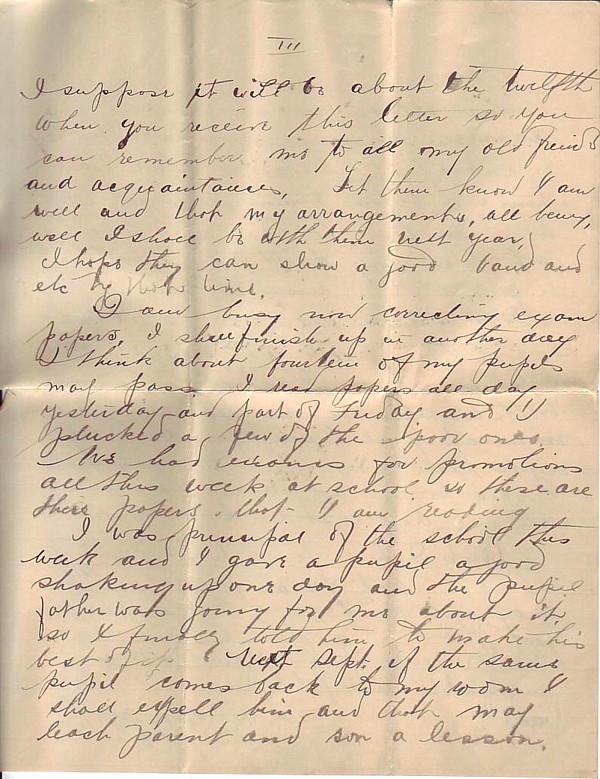 III
I suppose it will be about the twelfth
when you receive this letter so you
can remember me to all my old friends
and acquaintances, Let them know I am
well and that my arrangements, all being,
well I shall be with them next year,
I hope they can show a good band and
etc by that time.
I am busy now correcting exam
papers, I shall finish up in another day
I think about fourteen of my pupils
may pass. I read papers all day
yesterday and part of Friday and I
plucked a few of the poor ones.
We had exams for promotions
all this week at school so these are
these papers that I am reading
I was principal of the school this
week and I gave a pupil a good
shaking up one day and the pupil
father was going for me about it,
so I finally told him to make his
best of it next Sept. if the same
pupil comes back to my room I
shall expell him and that may
teach parent and son a lesson.